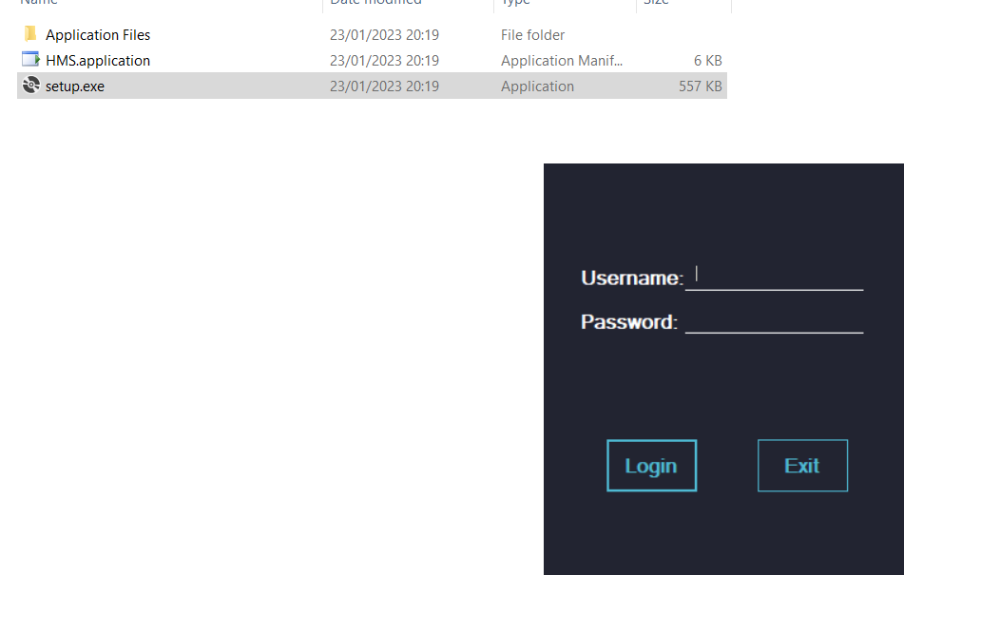 Name Date modified Type Size
Application Files 23/01/2023 20:19 File folder
HMS.application 23/01/2023 20:19 Application Manif... 6 KB
setup.exe 23/01/2023 20:19 Application 557 KB
Username:
Password:
Login Exit